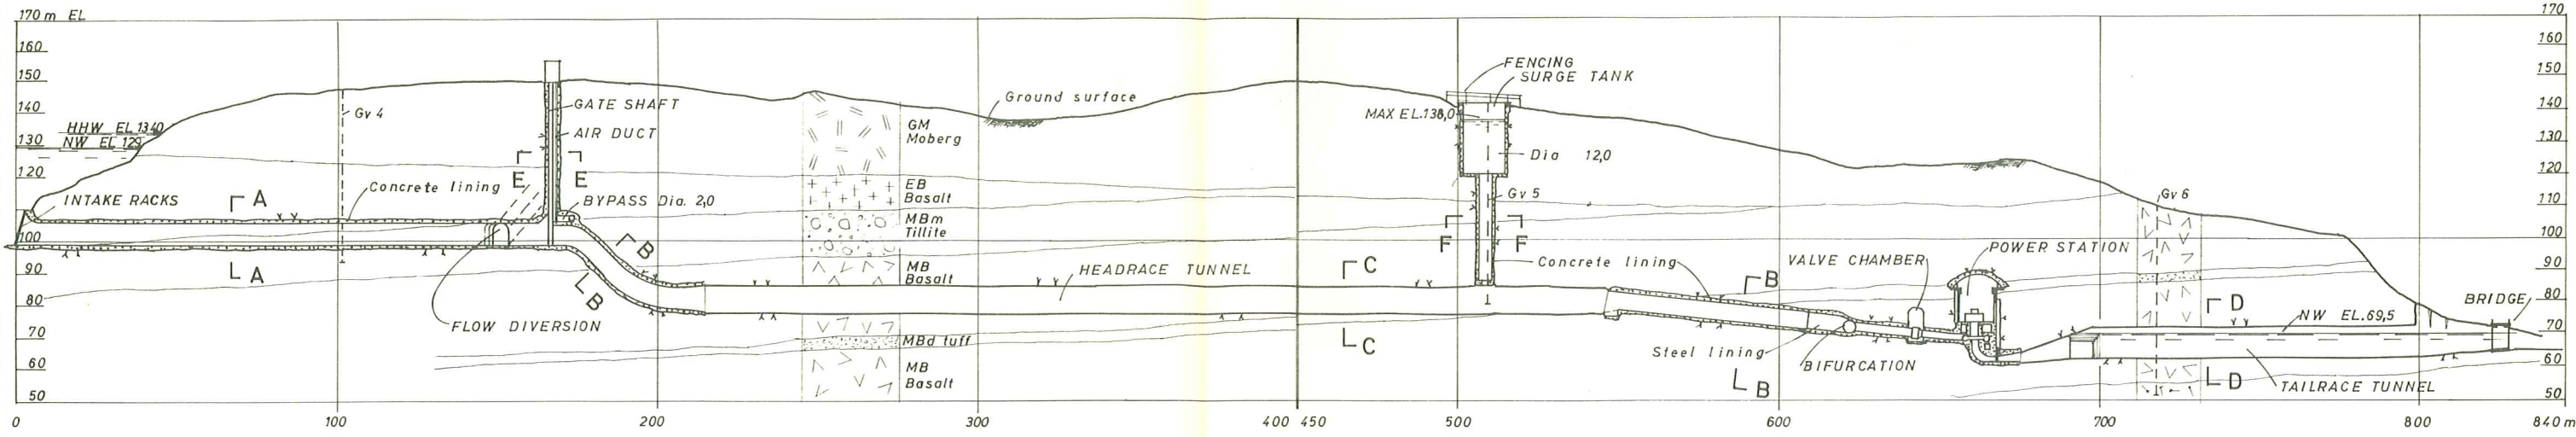 170 m EL
160
150
140
130
120
100
90
80
70
60
50
HHW EL 134,0
NW EL 129
INTAKE RACKS
A
A
Gv 4
Concrete lining
E
E
GATE SHAFT
AIR DUCT
BYPASS Dia. 2,0
B
B
FLOW DIVERSION
GM
Moberg
EB
Basalt
MBm
Tillite
MB
Basalt
MBd tuff
MB
Basalt
Ground surface
HEADRACE TUNNEL
C
C
FENCING
SURGE TANK
MAX EL.138,0
Dia 12,0
Gv 5
F
F
Concrete lining
B
B
Steel lining
BIFURCATION
VALVE CHAMBER
POWER STATION
Gv 6
D
D
NW EL.69,5
BRIDGE
TAILRACE TUNNEL
170
160
150
140
130
120
110
100
90
80
70
60
50
0
100
200
300
400
450
500
600
700
800
840 m